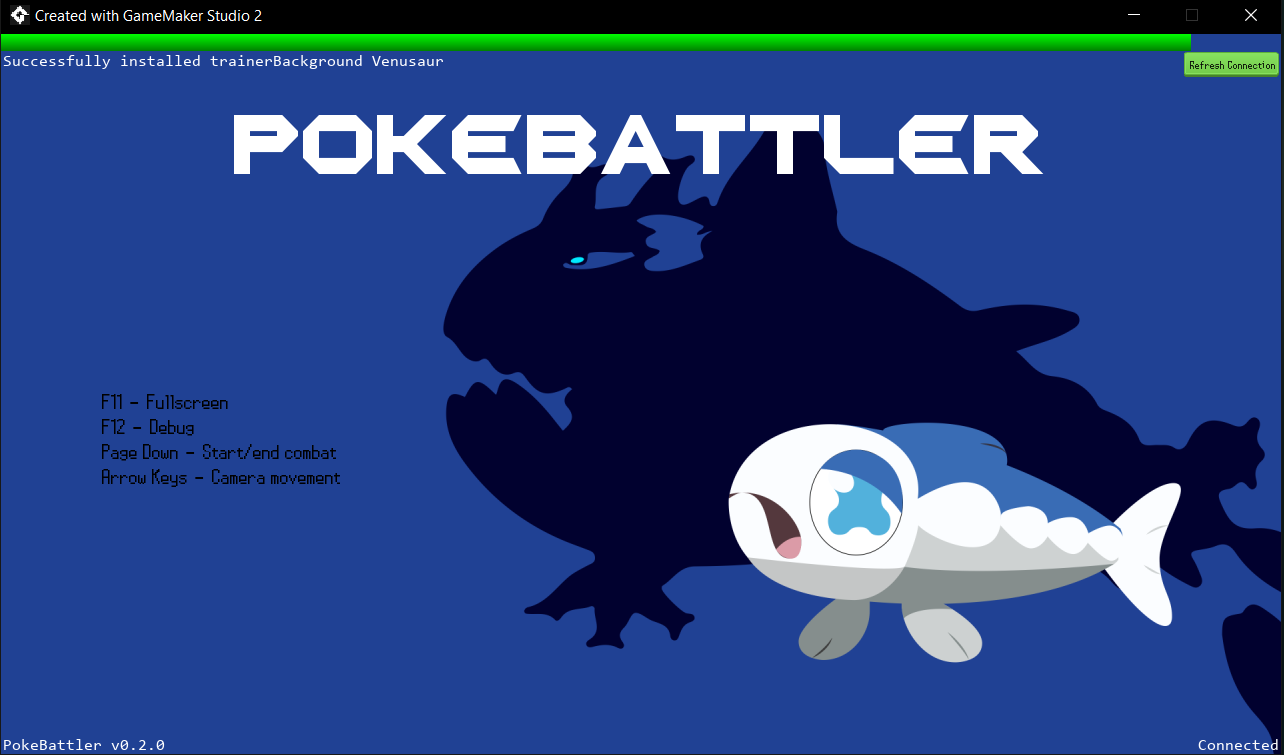 Created with GameMaker Studio 2
Successfully installed trainerBackground Venusaur
Refresh Connection
POKEBATTLER
F11 - Fullscreen
F12 - Debug
Page Down - Start/end combat
Arrow Keys - Camera movement
PokeBattler v0.2.0
Connected